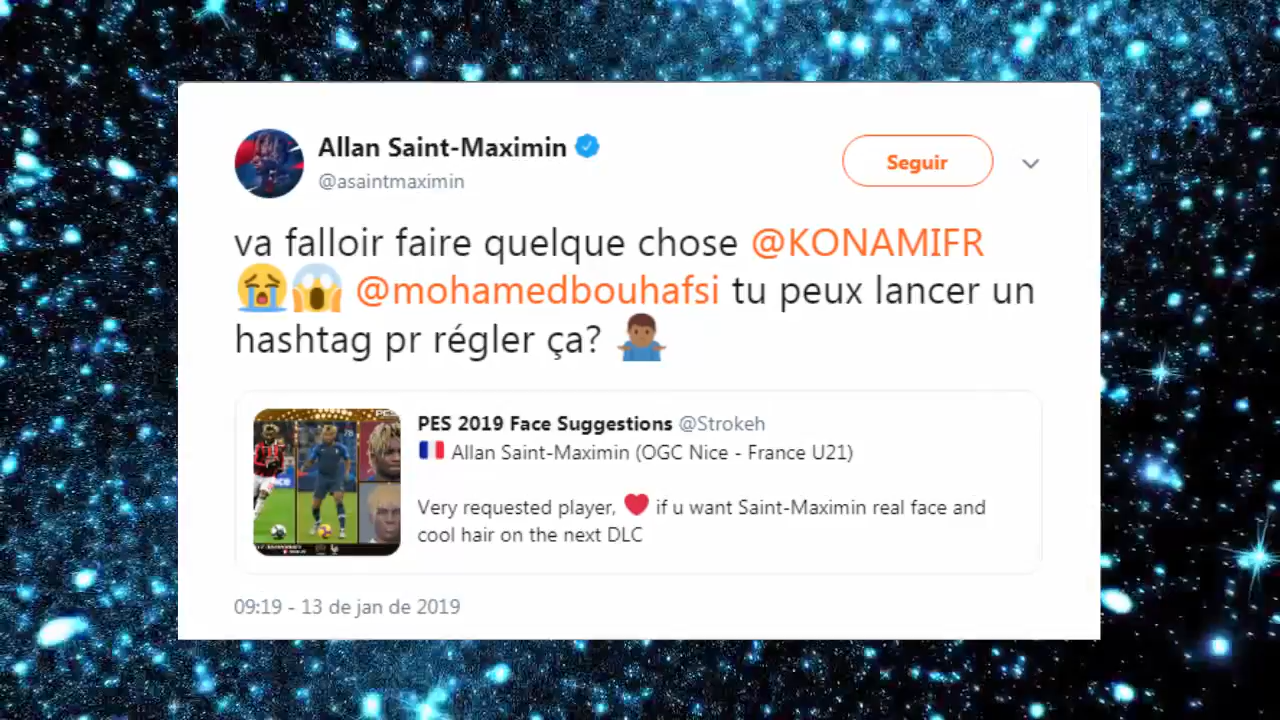 Allan Saint-Maximin
@asaintmaximin
Seguir
va falloir faire quelque chose @KONAMIFR
😭😱 @mohamedbouhafsi tu peux lancer un
hashtag pr régler ça? 🤷🏾‍♂️
PES 2019 Face Suggestions @Strokeh
🇫🇷 Allan Saint-Maximin (OGC Nice - France U21)
Very requested player, ❤️ if u want Saint-Maximin real face and
cool hair on the next DLC
09:19 - 13 de jan de 2019